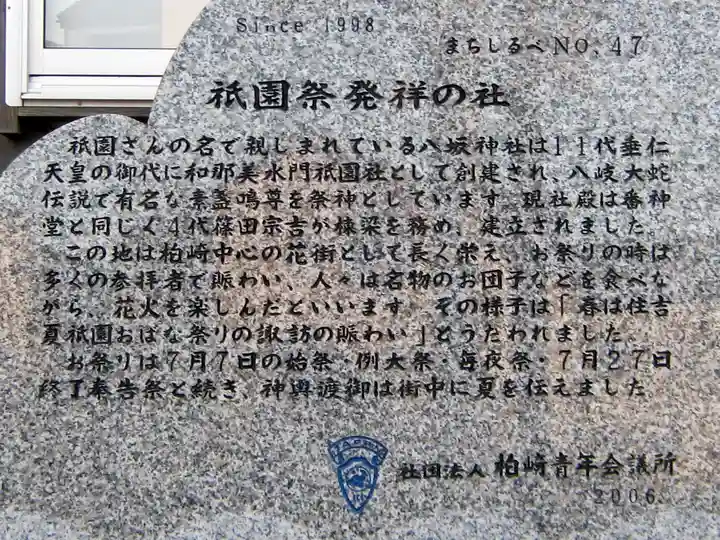 Since 1998
まちしるべNO.47
祇園祭発祥の社
祇園さんの名で親しまれている八坂神社は11代垂仁
天皇の御代に和那美水門祇園社として創建され、八岐大蛇
伝説で有名な素盞鳴尊を祭神としています。現社殿は番神
堂と同じく4代篠田宗吉が棟梁を務め、建立されました。
この地は柏崎中心の花街として長く栄え、お祭りの時は
多くの参拝者で賑わい、人々は名物のお団子などを食べな
がら、花火を楽しんだといいます。その様子は「春は住吉
夏祇園おばな祭りの諏訪の賑わい」とうたわれました。
お祭りは7月7日の始祭・例大祭・毎夜祭・7月27日
終了奉告祭と続き、神輿渡御は街中に夏を伝えました
社団法人 柏崎青年会議所
2006.